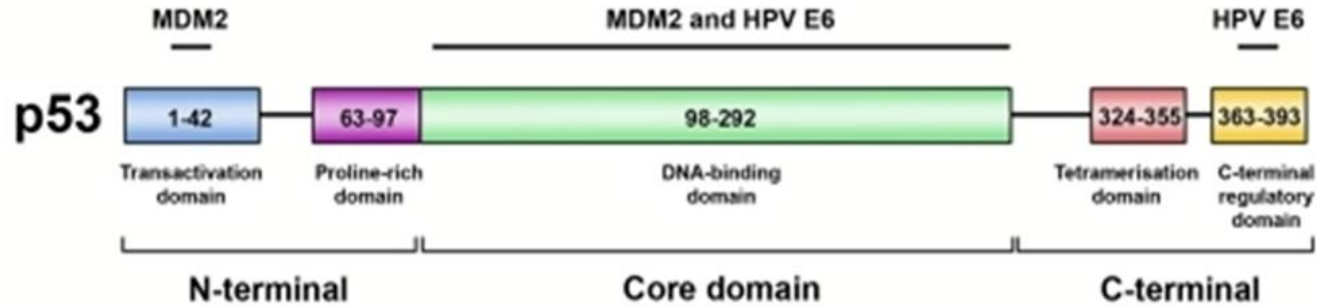 MDM2
MDM2 and HPV E6
HPV E6
p53
1-42
63-97
98-292
324-355
363-393
Transactivation
domain
Proline-rich
domain
DNA-binding
domain
Tetramerisation
domain
C-terminal
regulatory
domain
N-terminal
Core domain
C-terminal